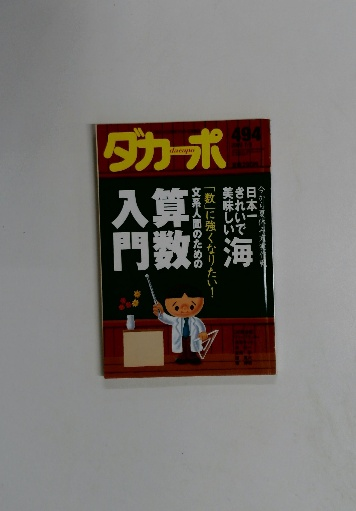 ダカーポ
dacapo
494
日本一
きれいで
美味しい
海
「数」に強くなりたい！
文系人間のための
算数
入門